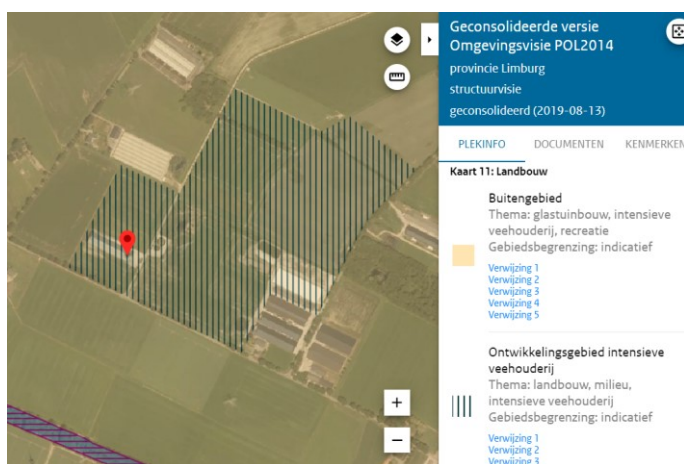 Geconsolideerde versie
Omgevingsvisie POL2014
provincie Limburg
structuurvisie
geconsolideerd (2019-08-13)
PLEKINFO DOCUMENTEN KENMERKEN
Kaart 11: Landbouw
Buitengebied
Thema: glastuinbouw, intensieve
veehouderij, recreatie
Gebiedsbegrenzing: indicatief
Verwijzing 1
Verwijzing 2
Verwijzing 3
Verwijzing 4
Verwijzing 5
Ontwikkelingsgebied intensieve
veehouderij
Thema: landbouw, milieu,
intensieve veehouderij
Gebiedsbegrenzing: indicatief
Verwijzing 1
Verwijzing 2
Verwijzing 3